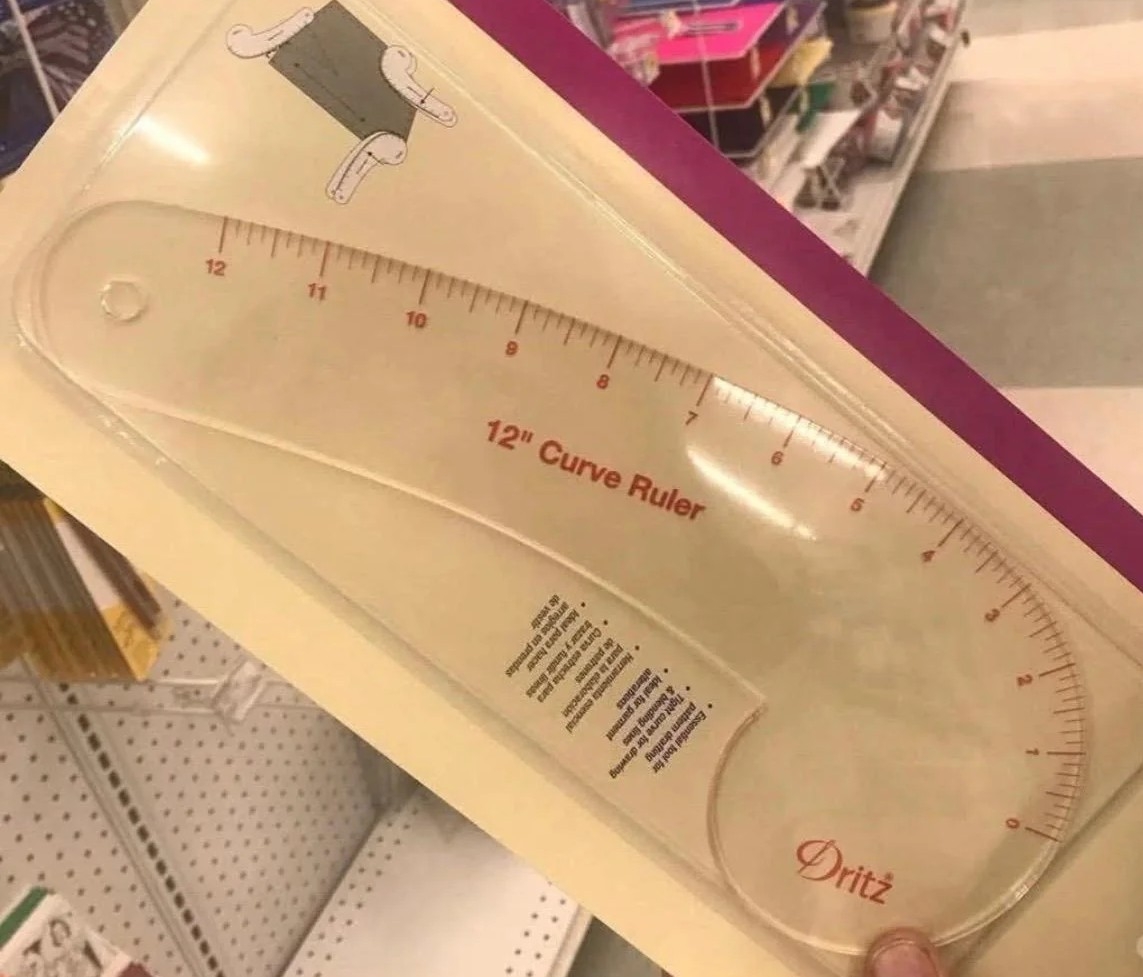 12
11
10
9
8
7
6
5
4
3
2
1
0
12" Curve Ruler
• Essential tool for
pattern drafting
• Tight curve for drawing
& blending lines
• Ideal for garment
alterations
• Herramienta esencial
para la elaboración
de patrones
• Curva estrecha para
trazar y fundir líneas
• Ideal para hacer
arreglos en prendas
de vestir
Dritz®